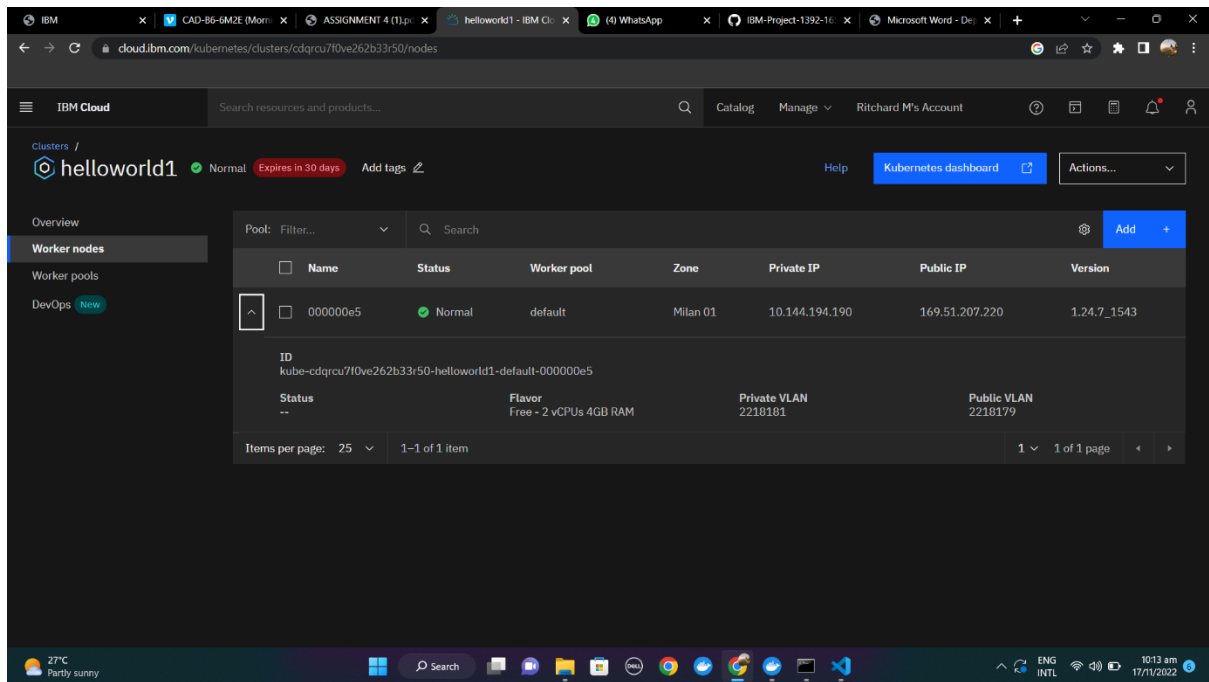 IBM
CAD-B6-6M2E (Morni
ASSIGNMENT 4 (1).pc
helloworld1 - IBM Clo
(4) WhatsApp
IBM-Project-1392-16
Microsoft Word - Dep
cloud.ibm.com/kubernetes/clusters/cdqrcu7f0ve262b33r50/nodes
IBM Cloud
Search resources and products...
Catalog
Manage
Ritchard M's Account
Clusters /
helloworld1
Normal
Expires in 30 days
Add tags
Help
Kubernetes dashboard
Actions...
Overview
Worker nodes
Worker pools
DevOps New
Pool: Filter...
Search
Add +
Name Status Worker pool Zone Private IP Public IP Version
000000e5 Normal default Milan 01 10.144.194.190 169.51.207.220 1.24.7_1543
ID
kube-cdqrcu7f0ve262b33r50-helloworld1-default-000000e5
Status Flavor Private VLAN Public VLAN
-- Free - 2 vCPUs 4GB RAM 2218181 2218179
Items per page: 25 1–1 of 1 item 1 1 of 1 page
27°C
Partly sunny
Search
DELL
ENG
INTL
10:13 am
17/11/2022
6